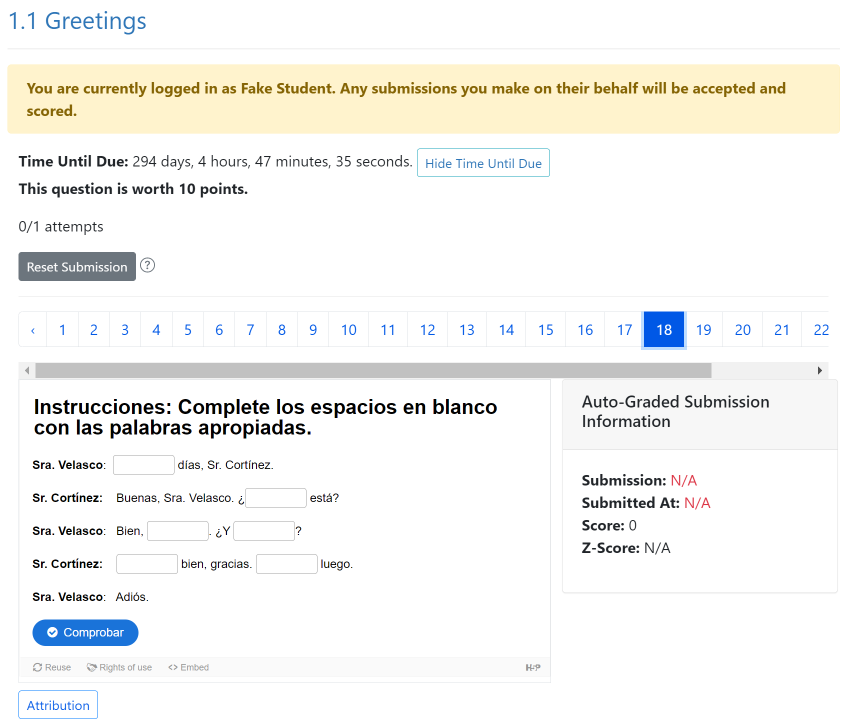 1.1 Greetings
You are currently logged in as Fake Student. Any submissions you make on their behalf will be accepted and
scored.
Time Until Due: 294 days, 4 hours, 47 minutes, 35 seconds. Hide Time Until Due
This question is worth 10 points.
0/1 attempts
Reset Submission ?
‹ 1 2 3 4 5 6 7 8 9 10 11 12 13 14 15 16 17 18 19 20 21 22
Instrucciones: Complete los espacios en blanco
con las palabras apropiadas.
Sra. Velasco: días, Sr. Cortínez.
Sr. Cortínez: Buenas, Sra. Velasco. ¿ está?
Sra. Velasco: Bien, . ¿Y ?
Sr. Cortínez: bien, gracias. luego.
Sra. Velasco: Adiós.
Comprobar
Reuse Rights of use <> Embed H5P
Auto-Graded Submission
Information
Submission: N/A
Submitted At: N/A
Score: 0
Z-Score: N/A
Attribution